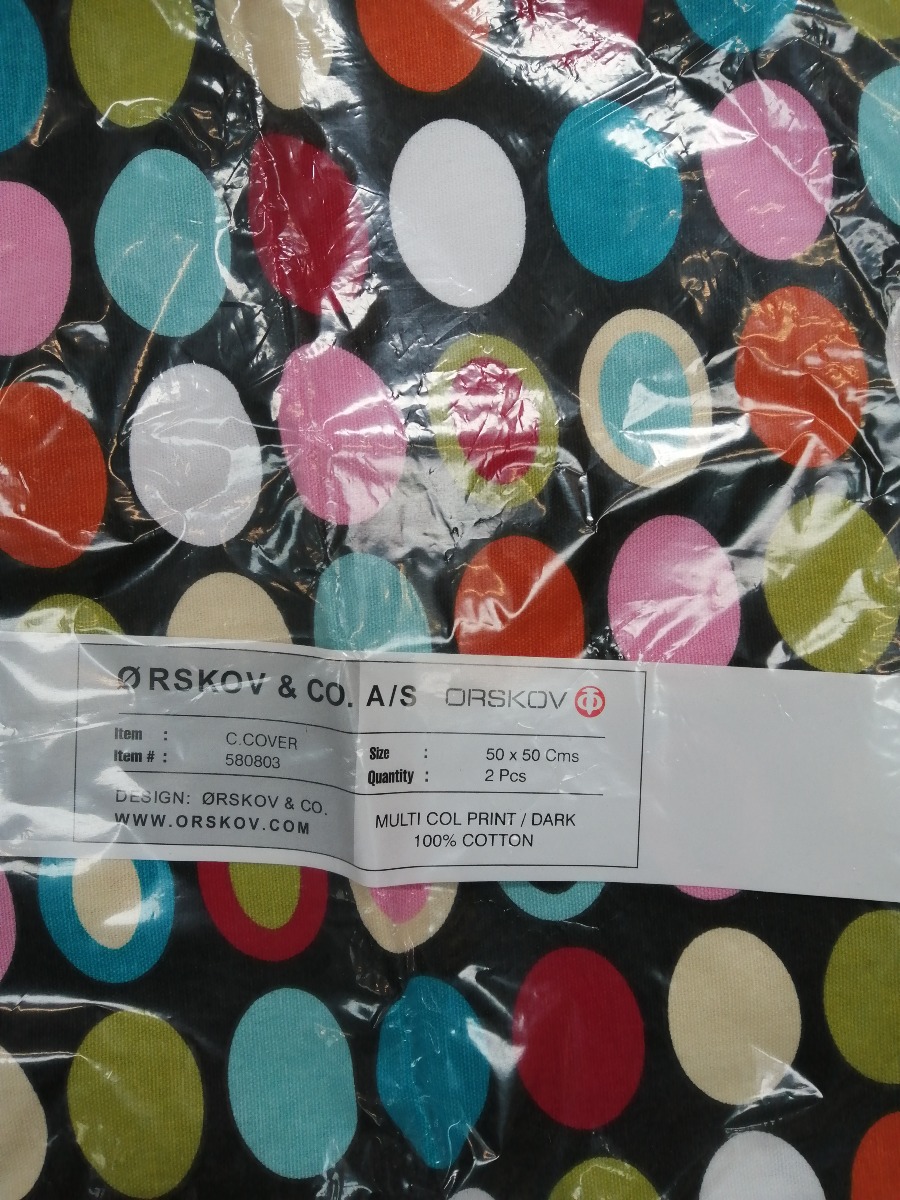 ØRSKOV & CO. A/S ORSKOV
Item : C.COVER
Item # : 580803
Size : 50 x 50 Cms
Quantity : 2 Pcs
DESIGN: ØRSKOV & CO.
WWW.ORSKOV.COM
MULTI COL PRINT / DARK
100% COTTON